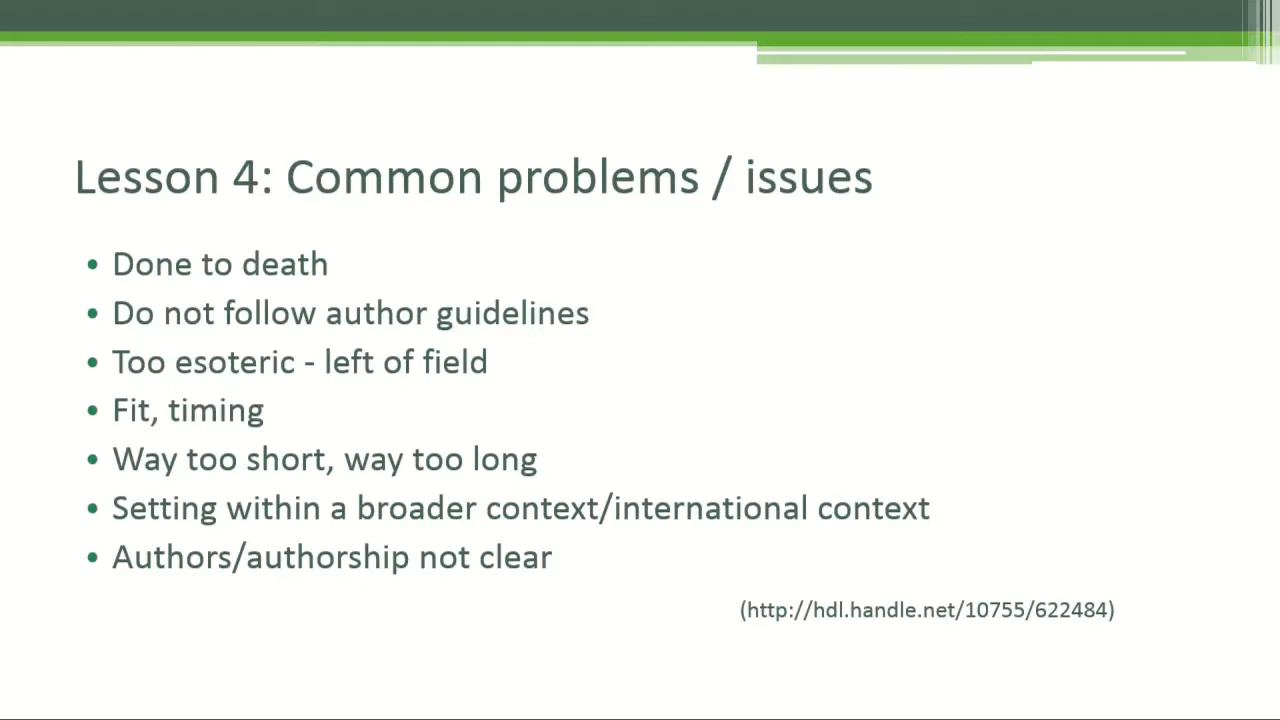 Lesson 4: Common problems / issues
• Done to death
• Do not follow author guidelines
• Too esoteric - left of field
• Fit, timing
• Way too short, way too long
• Setting within a broader context/international context
• Authors/authorship not clear
(http://hdl.handle.net/10755/622484)